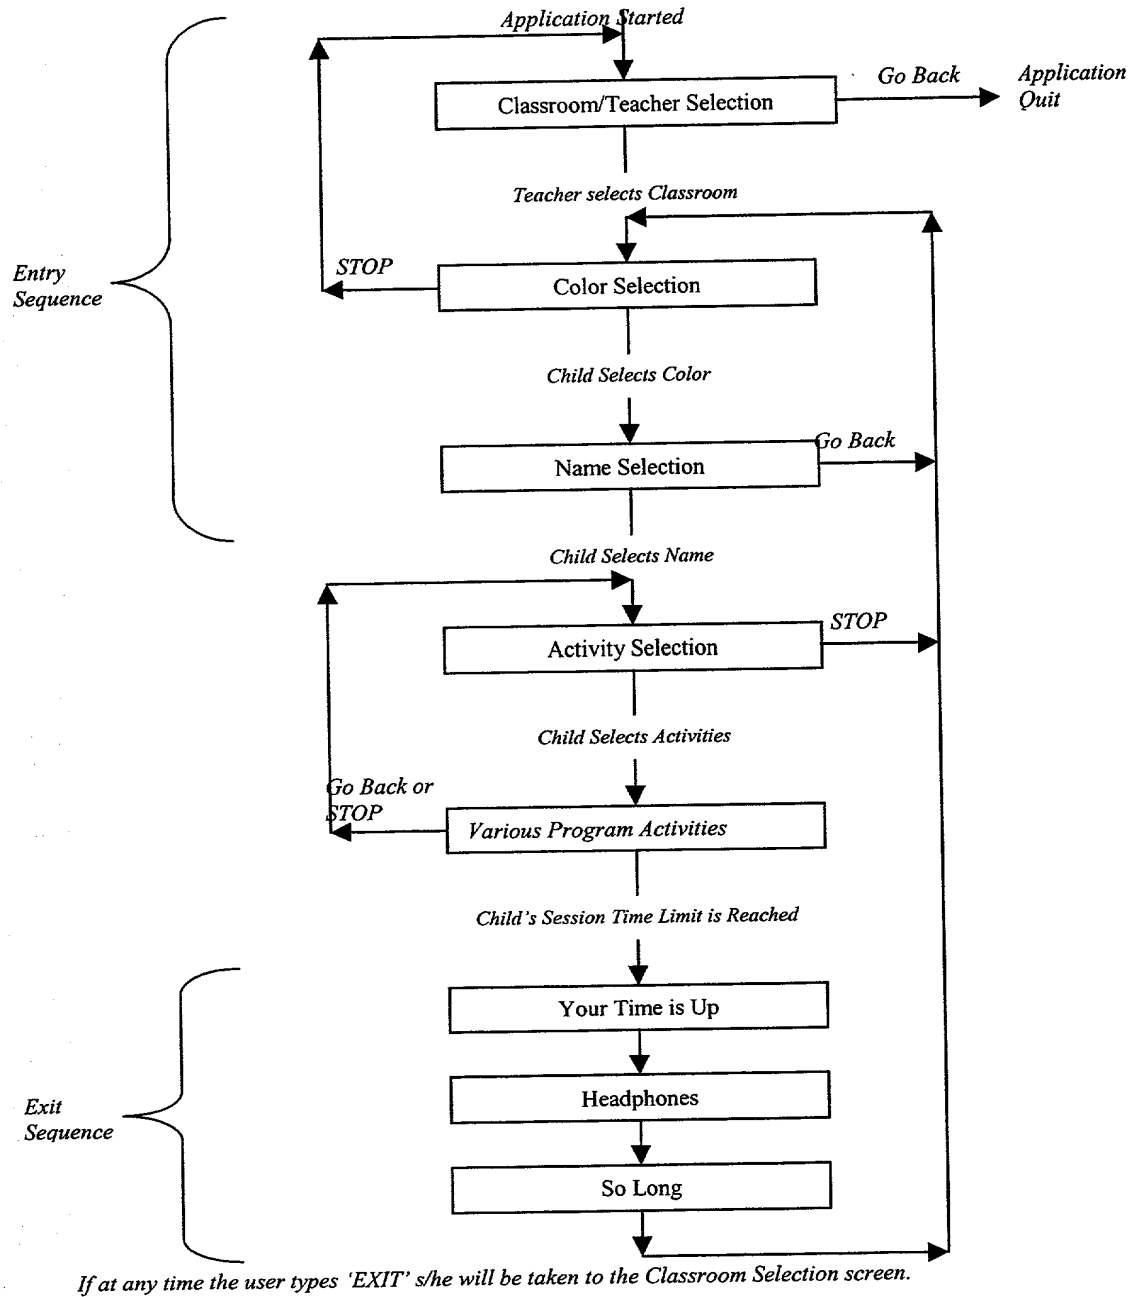 Application Started
Classroom/Teacher Selection
Go Back
Application
Quit
Teacher selects Classroom
Entry
Sequence
STOP
Color Selection
Child Selects Color
Go Back
Name Selection
Child Selects Name
STOP
Activity Selection
Child Selects Activities
Go Back or
STOP
Various Program Activities
Child's Session Time Limit is Reached
Your Time is Up
Exit
Sequence
Headphones
So Long
If at any time the user types 'EXIT' s/he will be taken to the Classroom Selection screen.